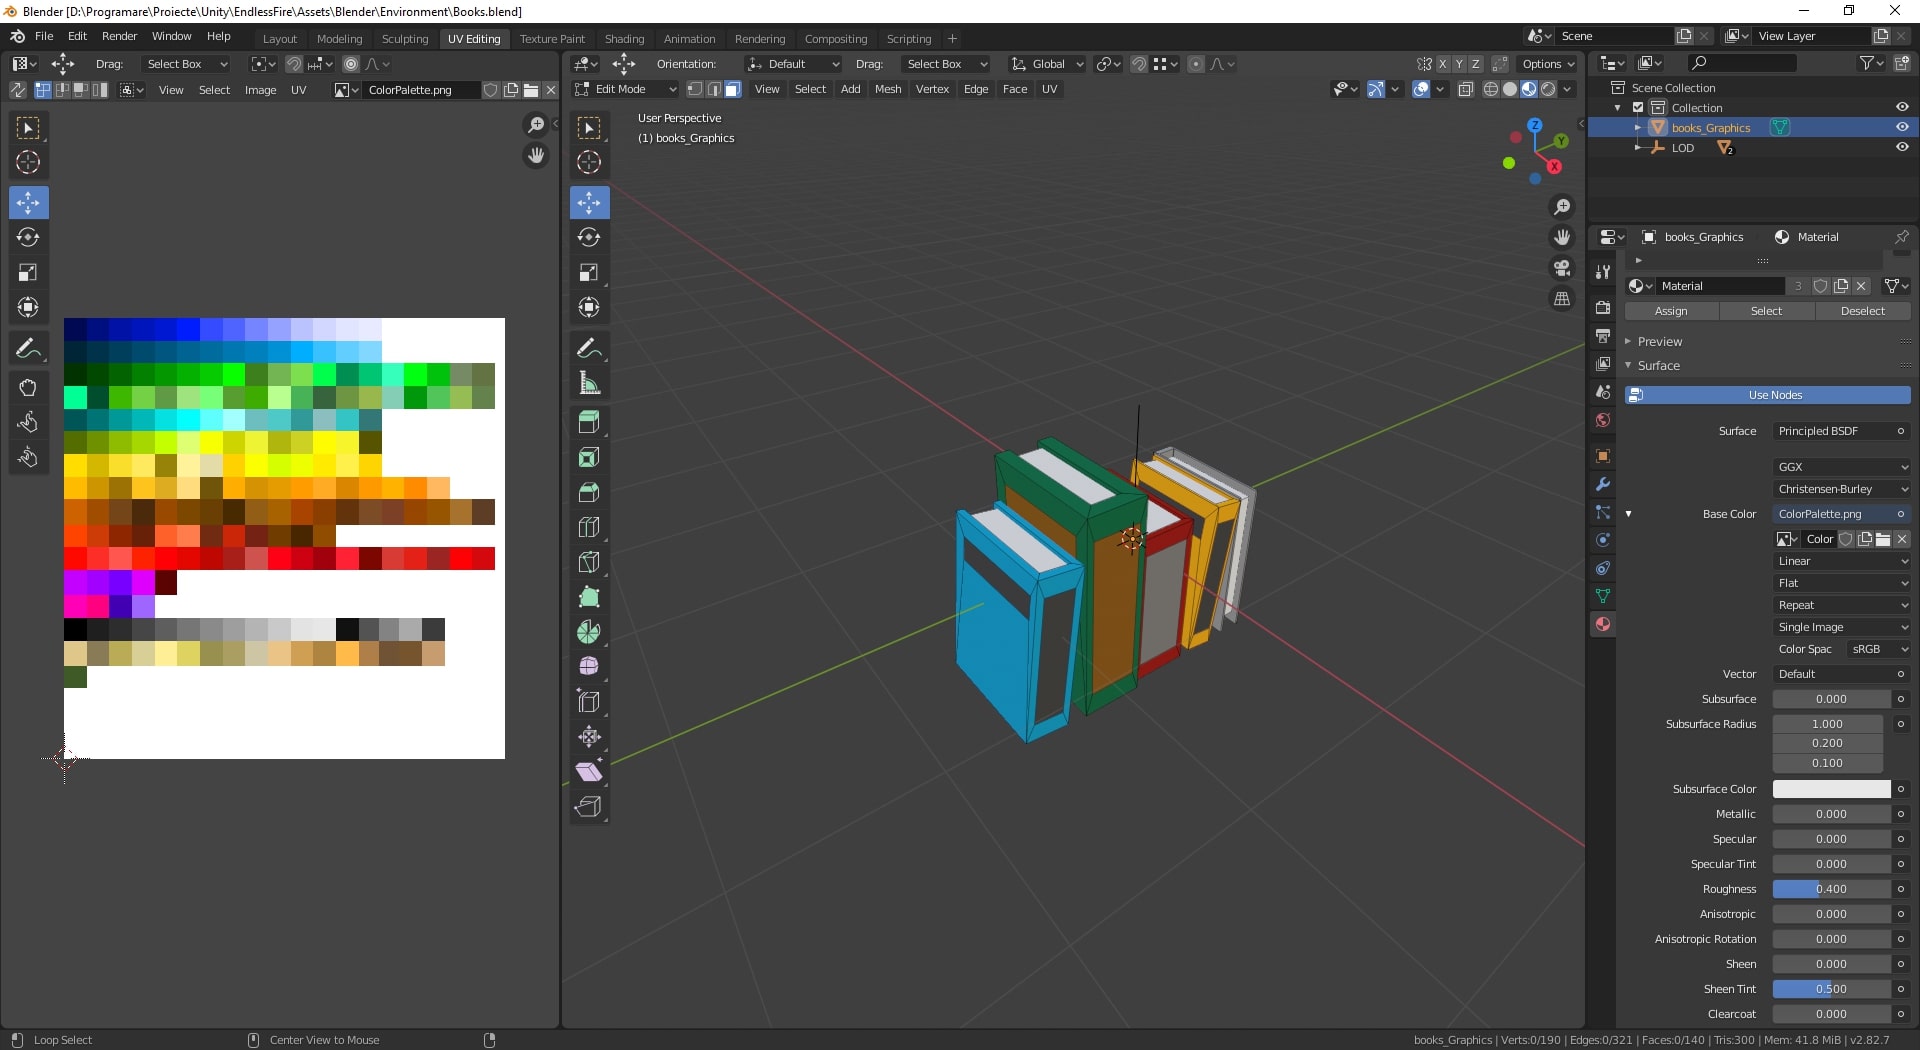 Blender [D:\Programare\Proiecte\Unity\EndlessFire\Assets\Blender\Environment\Books.blend]
File Edit Render Window Help Layout Modeling Sculpting UV Editing Texture Paint Shading Animation Rendering Compositing Scripting + Scene View Layer
Drag: Select Box Orientation: Default Drag: Select Box Global X Y Z Options
View Select Image UV ColorPalette.png Edit Mode View Select Add Mesh Vertex Edge Face UV
User Perspective
(1) books_Graphics
Z
Y
X
Scene Collection
Collection
books_Graphics
LOD 2
books_Graphics Material
Material 3
Assign Select Deselect
Preview
Surface
Use Nodes
Surface Principled BSDF
GGX
Christensen-Burley
Base Color ColorPalette.png
Color
Linear
Flat
Repeat
Single Image
Color Spac sRGB
Vector Default
Subsurface 0.000
Subsurface Radius 1.000
0.200
0.100
Subsurface Color
Metallic 0.000
Specular 0.000
Specular Tint 0.000
Roughness 0.400
Anisotropic 0.000
Anisotropic Rotation 0.000
Sheen 0.000
Sheen Tint 0.500
Clearcoat 0.000
Loop Select Center View to Mouse books_Graphics | Verts:0/190 | Edges:0/321 | Faces:0/140 | Tris:300 | Mem: 41.8 MiB | v2.82.7